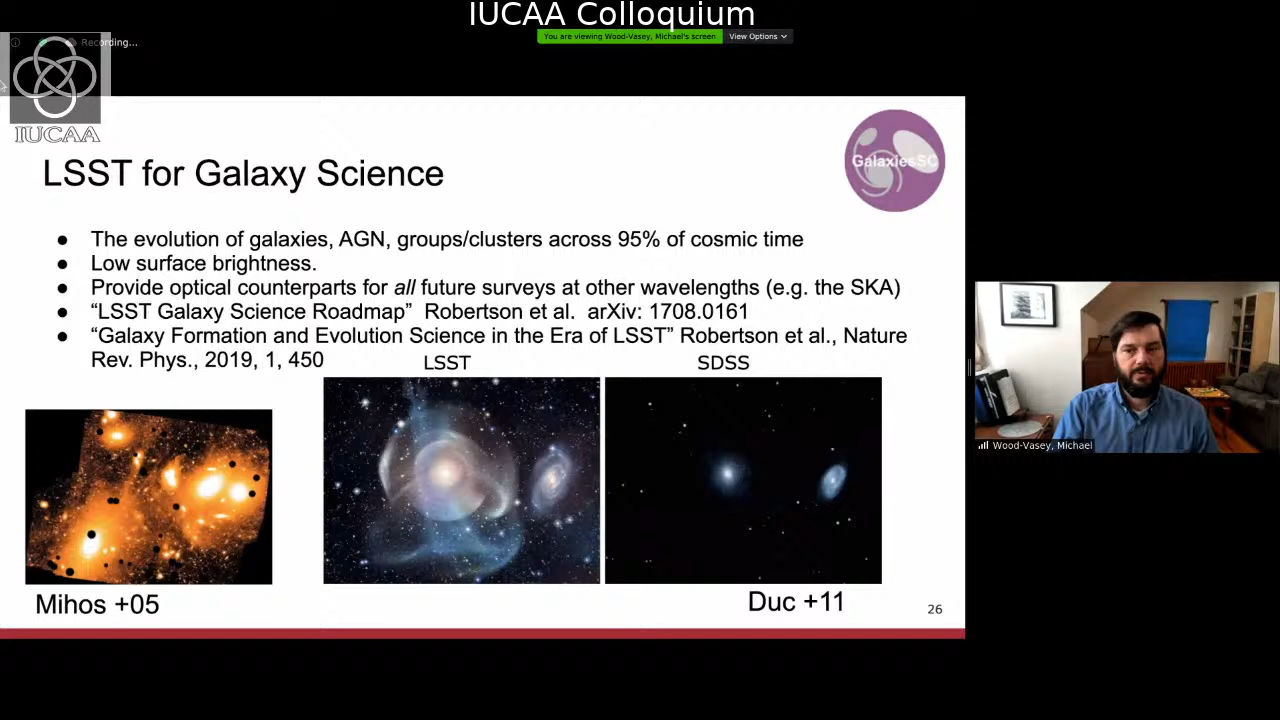 IUCAA Colloquium
Recording...
You are viewing Wood-Vasey, Michael's screen
View Options
IUCAA
GalaxiesSC
LSST for Galaxy Science
● The evolution of galaxies, AGN, groups/clusters across 95% of cosmic time
● Low surface brightness.
● Provide optical counterparts for all future surveys at other wavelengths (e.g. the SKA)
● “LSST Galaxy Science Roadmap” Robertson et al. arXiv: 1708.0161
● “Galaxy Formation and Evolution Science in the Era of LSST” Robertson et al., Nature
Rev. Phys., 2019, 1, 450
LSST
SDSS
Wood-Vasey, Michael
Mihos +05
Duc +11
26